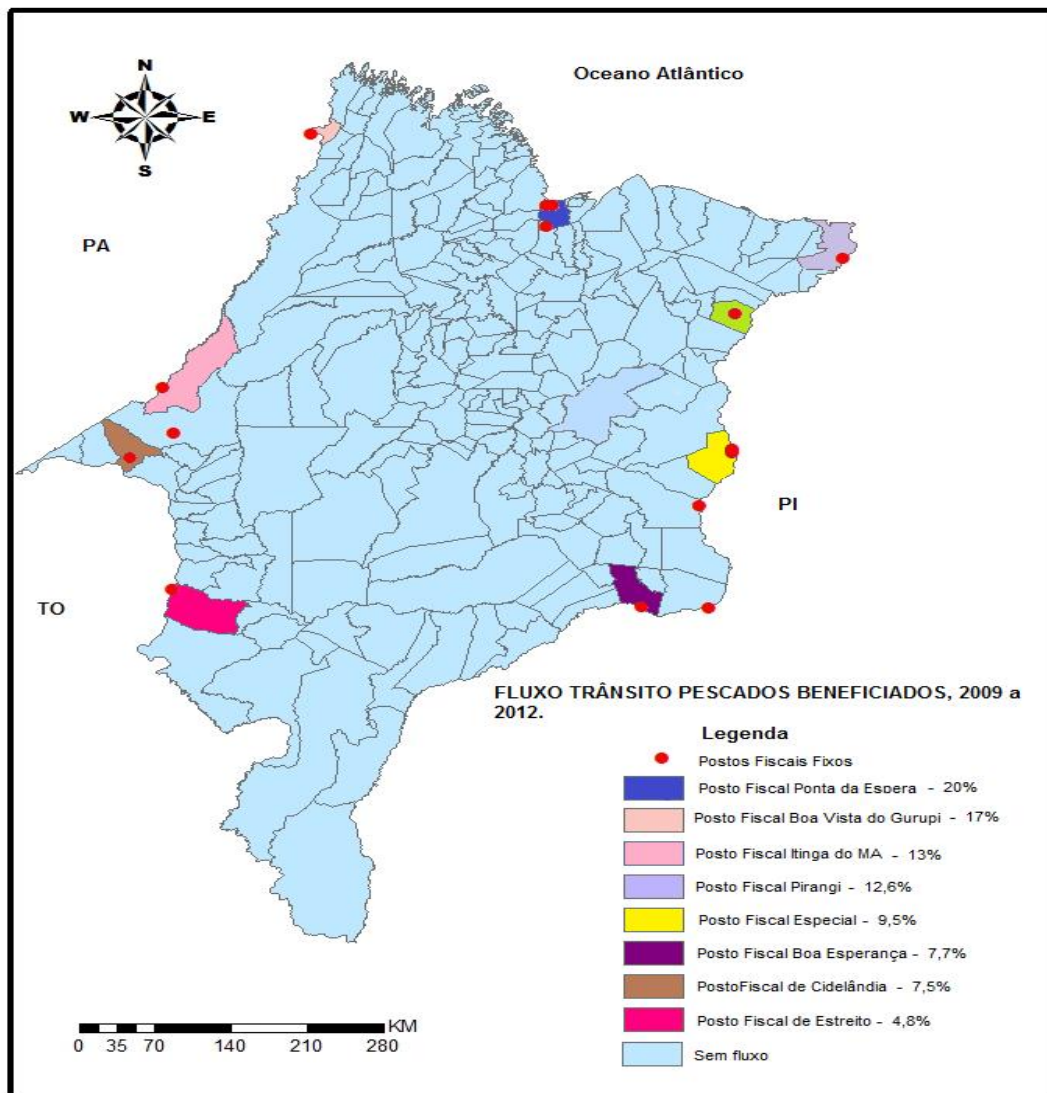 N
W E
S
Oceano Atlântico
PA
PI
TO
FLUXO TRÂNSITO PESCADOS BENEFICIADOS, 2009 a
2012.
Legenda
Postos Fiscais Fixos
Posto Fiscal Ponta da Espera - 20%
Posto Fiscal Boa Vista do Gurupi - 17%
Posto Fiscal Itinga do MA - 13%
Posto Fiscal Pirangi - 12,6%
Posto Fiscal Especial - 9,5%
Posto Fiscal Boa Esperança - 7,7%
PostoFiscal de Cidelândia - 7,5%
Posto Fiscal de Estreito - 4,8%
Sem fluxo
KM
0 35 70 140 210 280